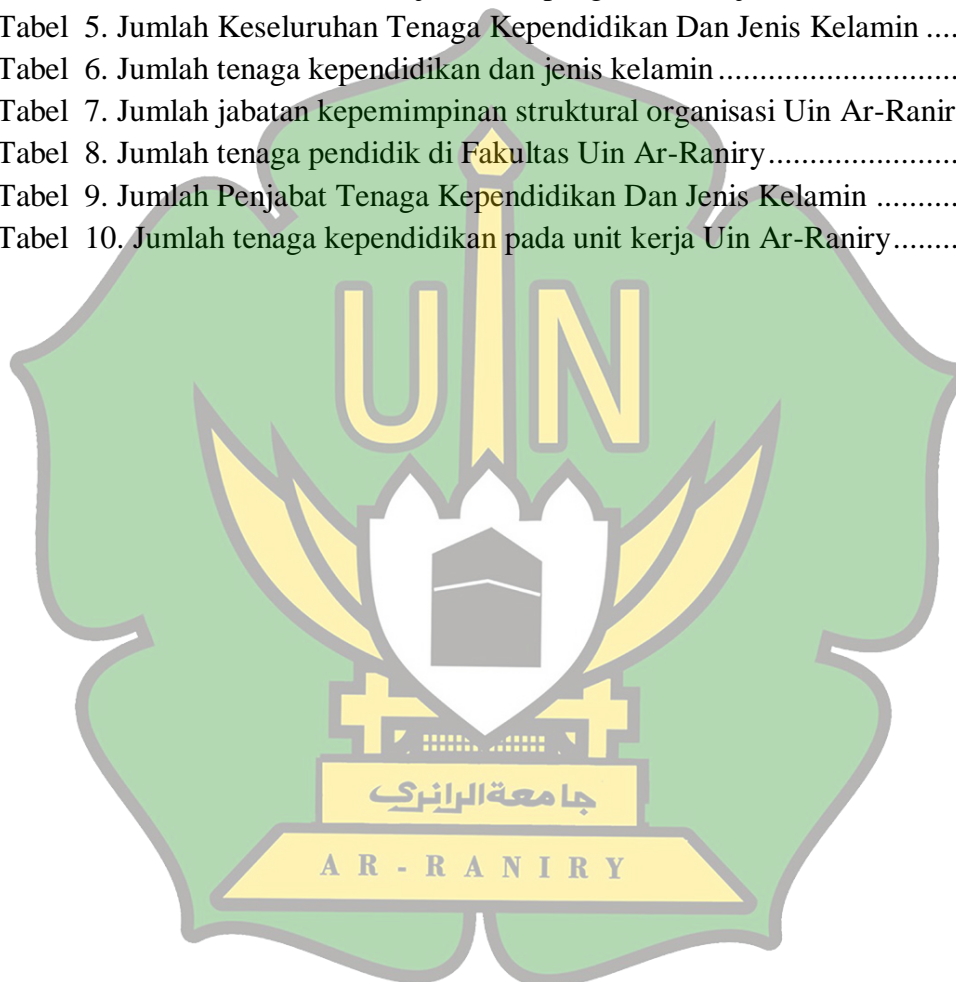 Tabel 5. Jumlah Keseluruhan Tenaga Kependidikan Dan Jenis Kelamin ....
Tabel 6. Jumlah tenaga kependidikan dan jenis kelamin.............................
Tabel 7. Jumlah jabatan kepemimpinan struktural organisasi Uin Ar-Ranir
Tabel 8. Jumlah tenaga pendidik di Fakultas Uin Ar-Raniry.......................
Tabel 9. Jumlah Penjabat Tenaga Kependidikan Dan Jenis Kelamin ..........
Tabel 10. Jumlah tenaga kependidikan pada unit kerja Uin Ar-Raniry........
UIN
جامعة الرانري
AR-RANIRY